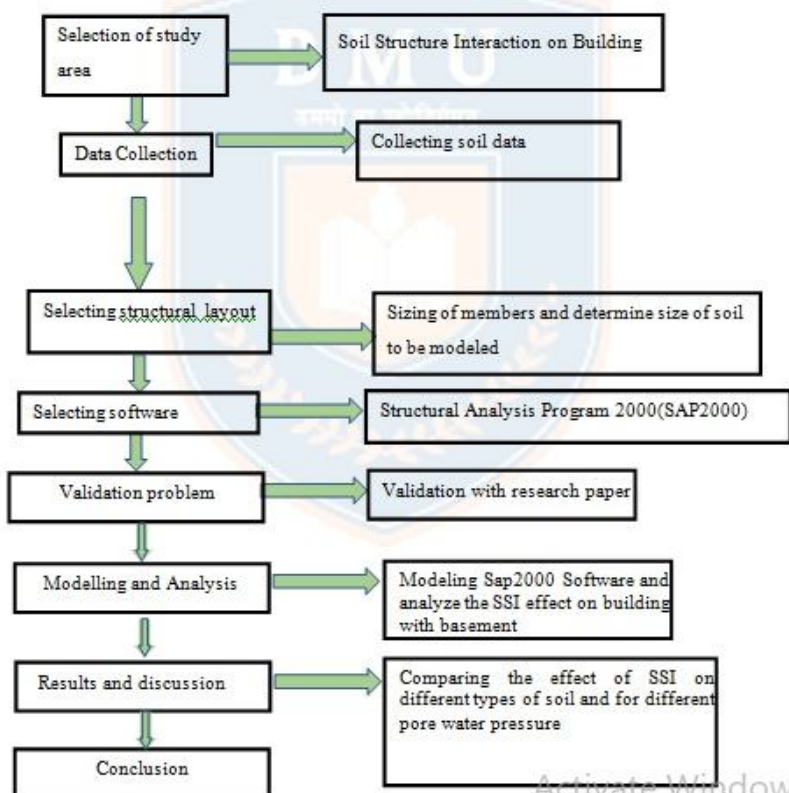 Selection of study
area
Soil Structure Interaction on Building
D M U
Data Collection
Collecting soil data
Selecting structural layout
Sizing of members and determine size of soil
to be modeled
Selecting software
Structural Analysis Program 2000(SAP2000)
Validation problem
Validation with research paper
Modelling and Analysis
Modeling Sap2000 Software and
analyze the SSI effect on building
with basement
Results and discussion
Comparing the effect of SSI on
different types of soil and for different
pore water pressure
Conclusion
Activate Window